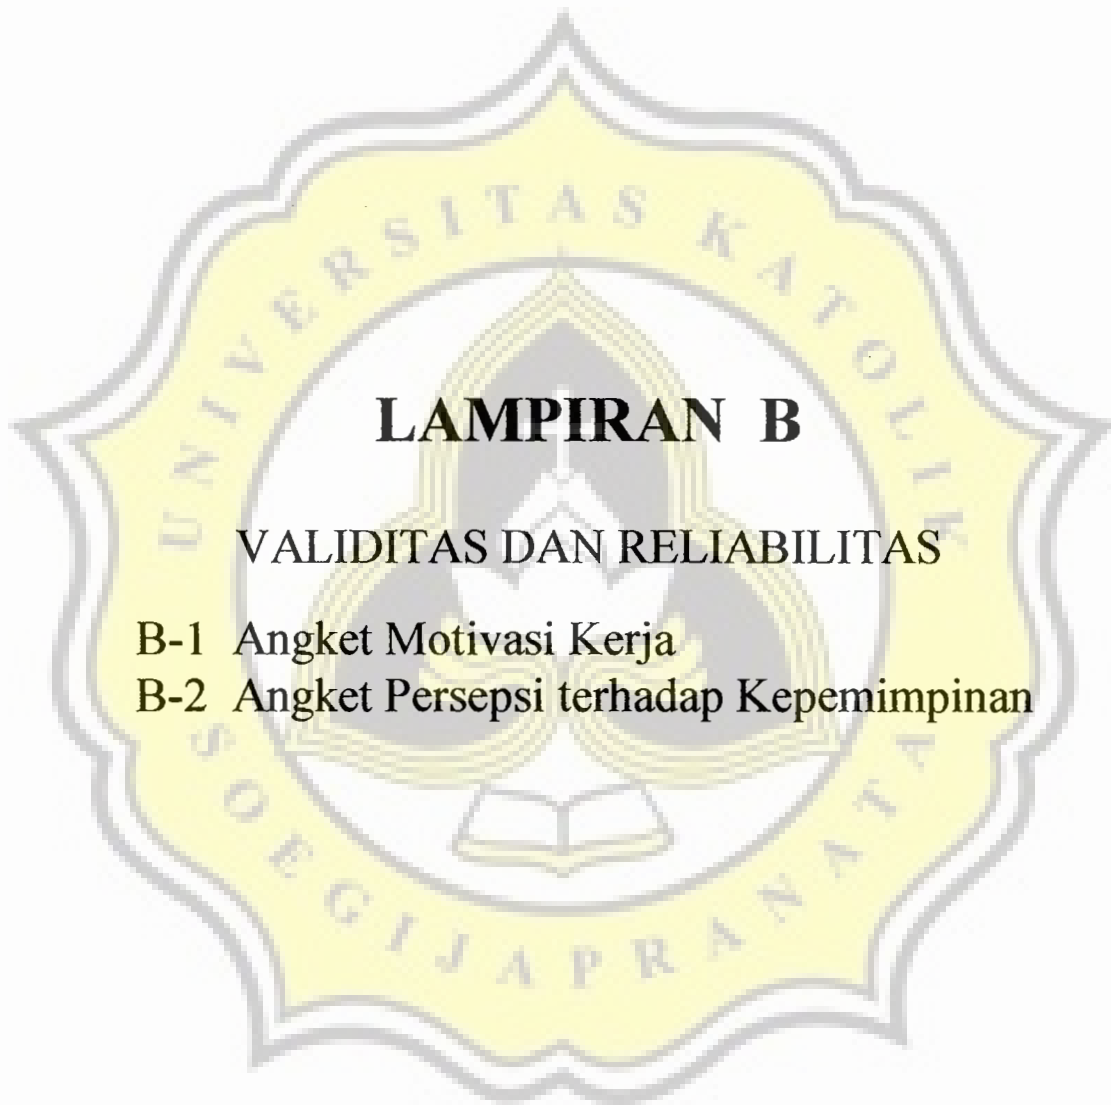 UNIVERSITAS KATOLIK
LAMPIRAN B
VALIDITAS DAN RELIABILITAS
B-1 Angket Motivasi Kerja
B-2 Angket Persepsi terhadap Kepemimpinan
SOEGIJAPRANATA